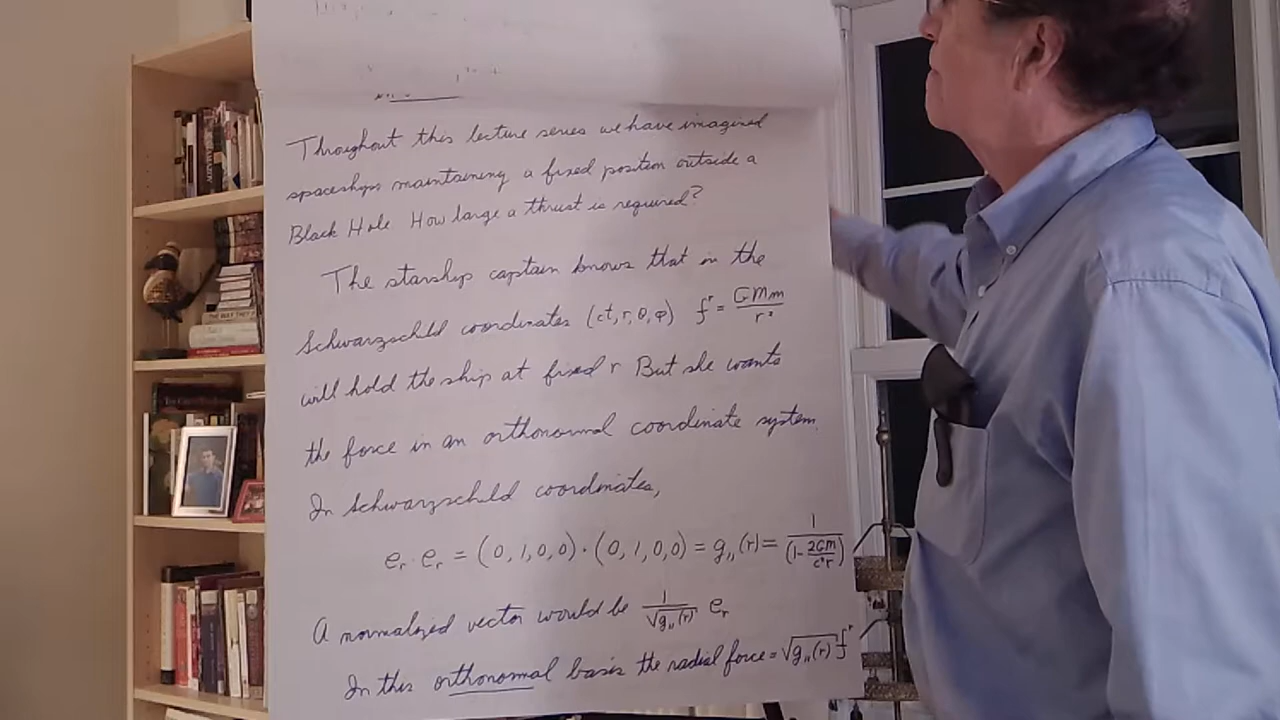 Throughout this lecture series we have imagined
spaceships maintaining a fixed position outside a
Black Hole How large a thrust is required?
The starship captain knows that in the
Schwarzschild coordinates (ct, r, θ, φ) f^r = GMm/r²
will hold the ship at fixed r But she wants
the force in an orthonormal coordinate system.
In Schwarzschild coordinates,
e_r · e_r = (0, 1, 0, 0) · (0, 1, 0, 0) = g₁₁(r) = 1/(1 - 2GM/c²r)
A normalized vector would be 1/√g₁₁(r) e_r
In this orthonormal basis the radial force = √g₁₁(r) f^r